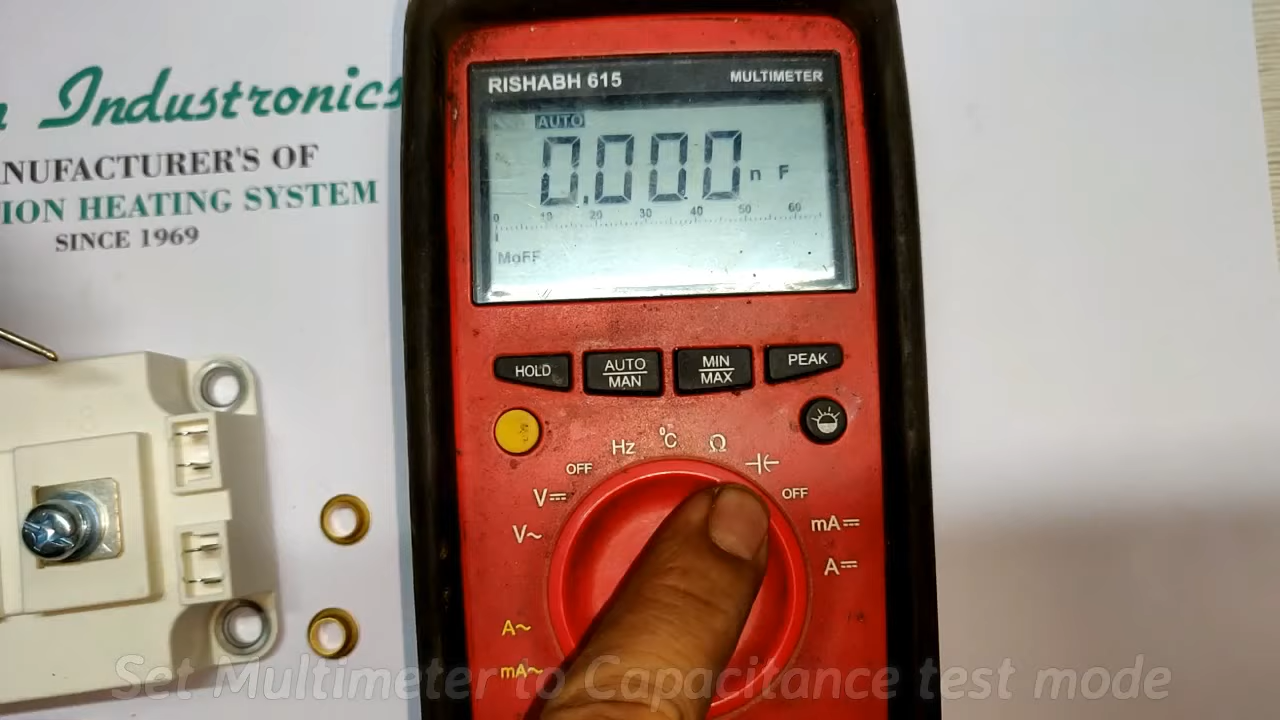 Industronics
NUFACTURER'S OF
ION HEATING SYSTEM
SINCE 1969
RISHABH 615
MULTIMETER
AUTO
0.000 n F
0 10 20 30 40 50 60
MoFF
HOLD
AUTO
MAN
MIN
MAX
PEAK
OFF
Hz
°C
Ω
OFF
V
V~
mA
A
A~
mA~
Set Multimeter to Capacitance test mode